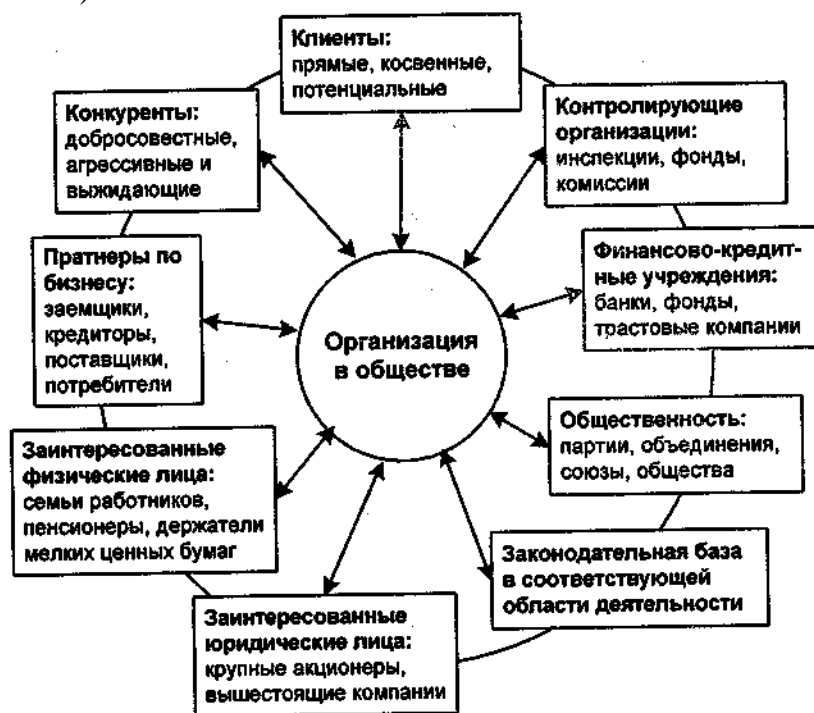 Клиенты:
прямые, косвенные,
потенциальные
Контролирующие
организации:
инспекции, фонды,
комиссии
Финансово-кредит-
ные учреждения:
банки, фонды,
трастовые компании
Общественность:
партии, объединения,
союзы, общества
Законодательная база
в соответствующей
области деятельности
Заинтересованные
юридические лица:
крупные акционеры,
вышестоящие компании
Заинтересованные
физические лица:
семьи работников,
пенсионеры, держатели
мелких ценных бумаг
Пратнеры по
бизнесу:
заемщики,
кредиторы,
поставщики,
потребители
Конкуренты:
добросовестные,
агрессивные и
выжидающие
Организация
в обществе